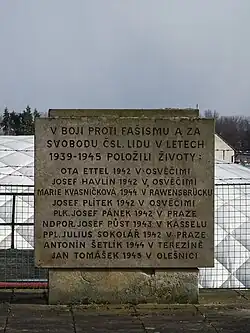 V BOJI PROTI FAŠISMU A ZA
SVOBODU ČSL. LIDU V LETECH
1939-1945 POLOŽILI ŽIVOTY:
OTA ETTEL 1942 V OSVĚČIMI
JOSEF HAVLÍN 1942 V OSVĚČIMI
MARIE KVASNIČKOVÁ 1944 V RAWENSBRÜCKU
JOSEF PLÍTEK 1942 V OSVĚČIMI
PLK. JOSEF PÁNEK 1942 V PRAZE
NDPOR. JOSEF PŮST 1943 V KASSELU
PPL. JULIUS SOKOLÁŘ 1942 V PRAZE
ANTONÍN ŠETLÍK 1944 V TEREZÍNĚ
JAN TOMÁŠEK 1945 V OLEŠNICI